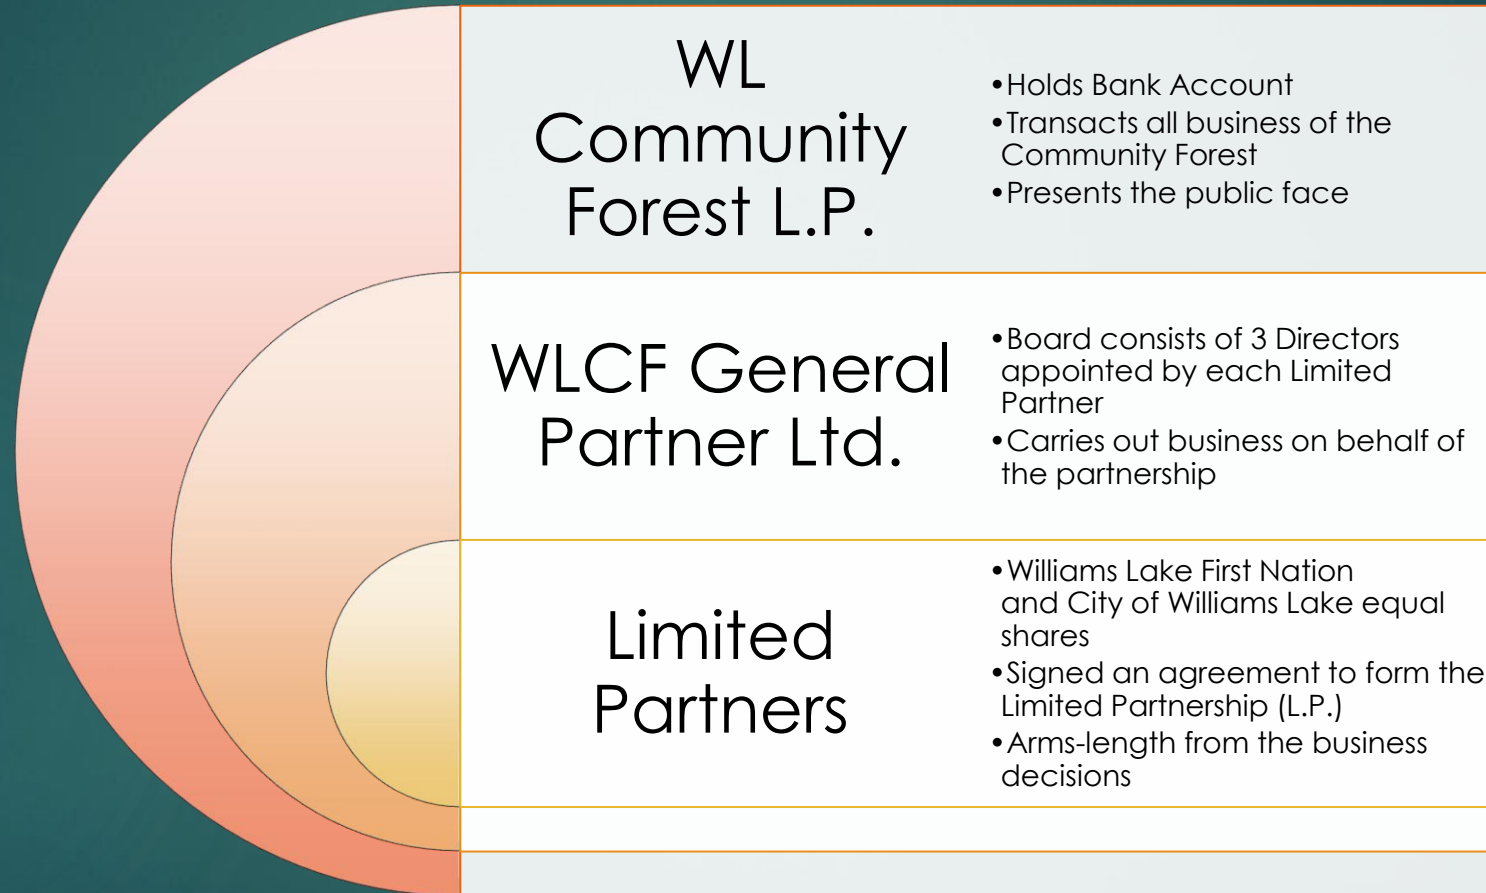 WL
Community
Forest L.P.
•Holds Bank Account
•Transacts all business of the
Community Forest
•Presents the public face
WLCF General
Partner Ltd.
•Board consists of 3 Directors
appointed by each Limited
Partner
•Carries out business on behalf of
the partnership
Limited
Partners
•Williams Lake First Nation
and City of Williams Lake equal
shares
•Signed an agreement to form the
Limited Partnership (L.P.)
•Arms-length from the business
decisions